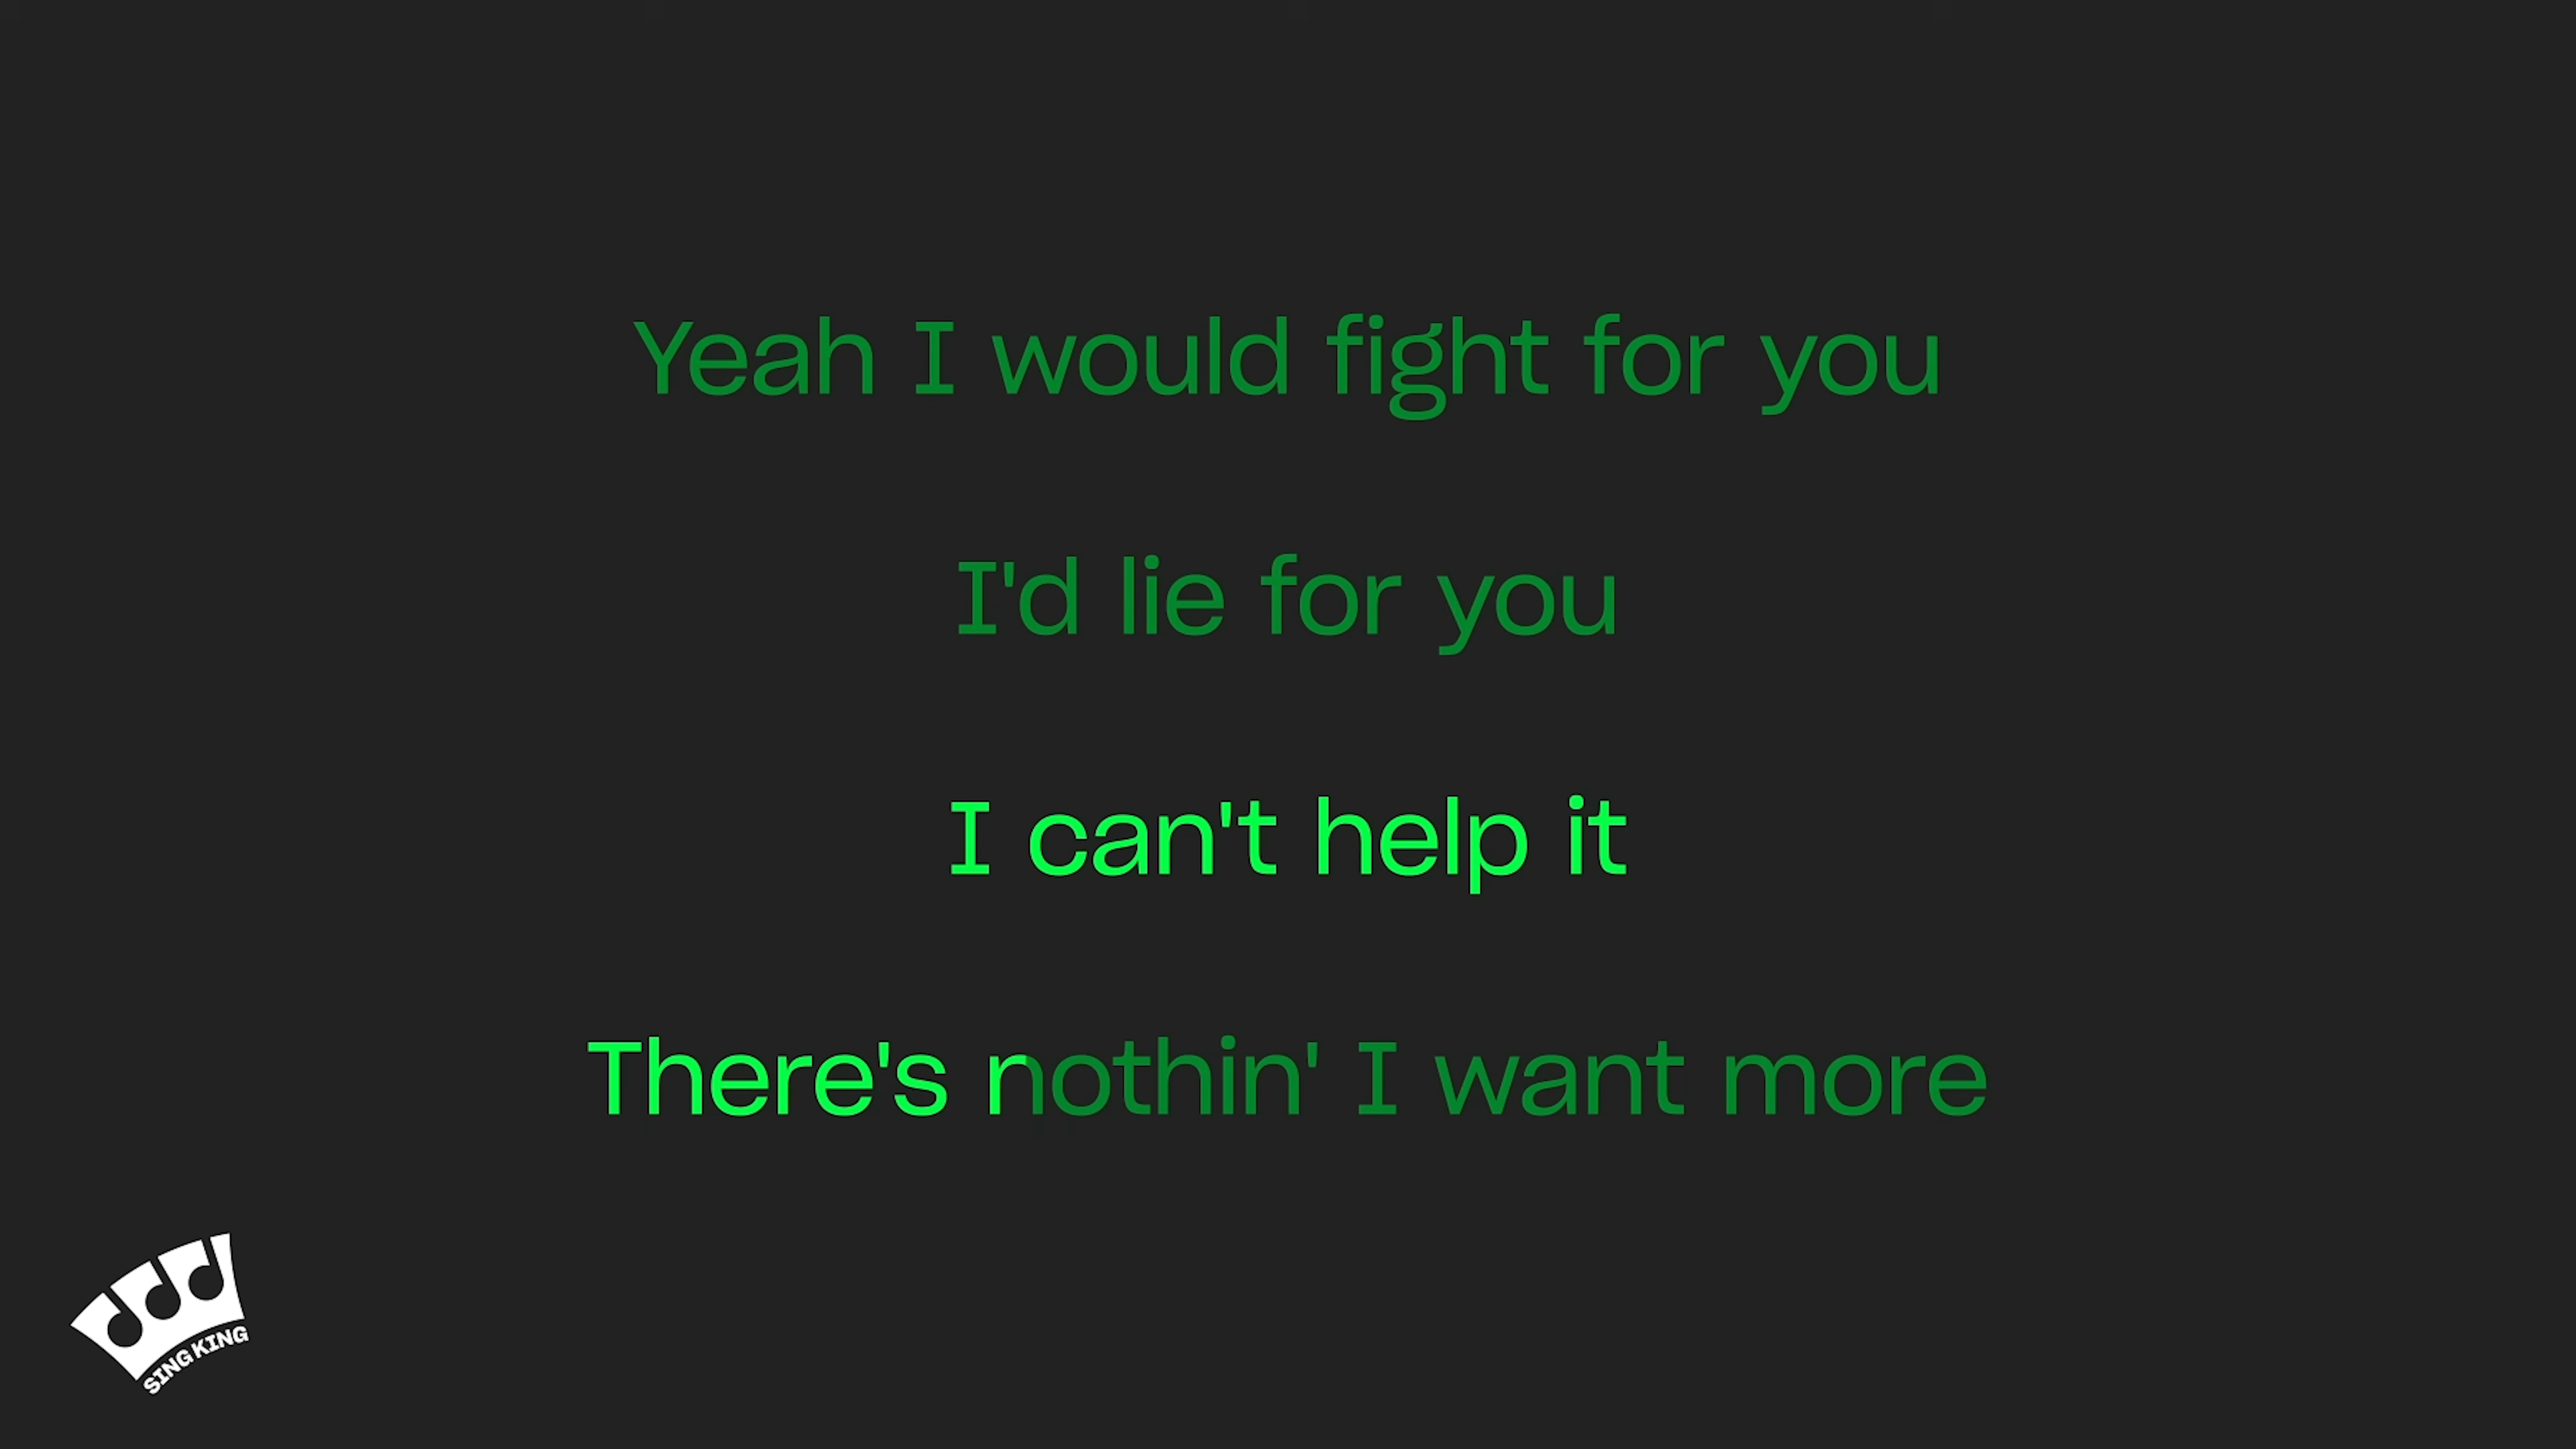 Yeah I would fight for you
I'd lie for you
I can't help it
There's nothin' I want more
SING KING